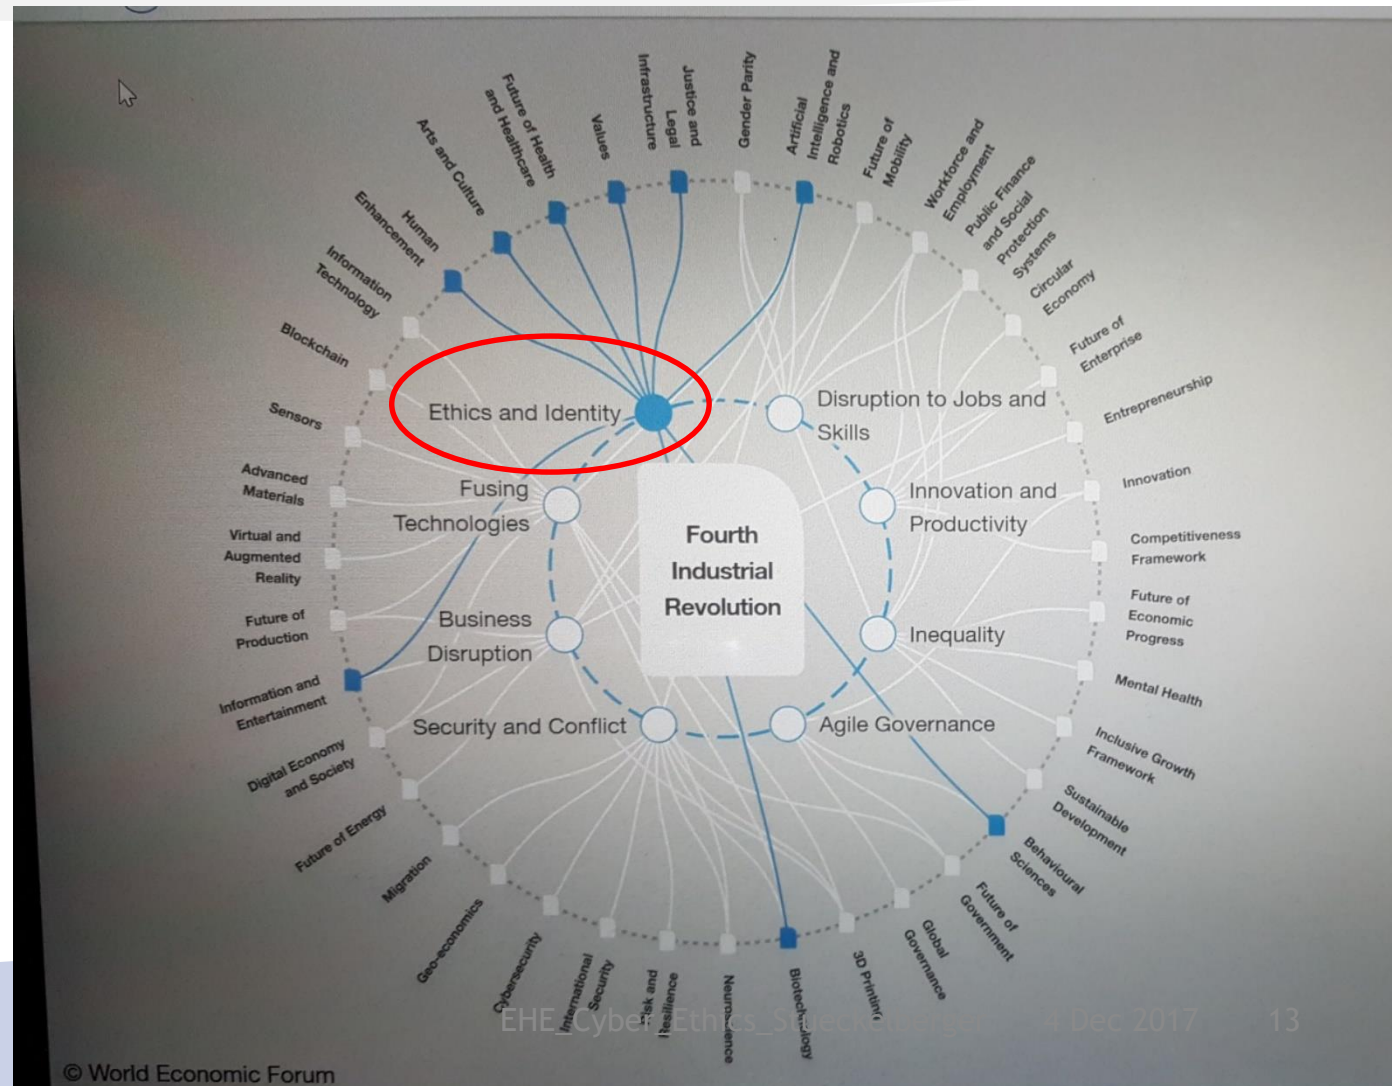 Gender Parity
Artificial
Intelligence and
Robotics
Future of
Mobility
Workforce and
Employment
Public Finance
and Social
Protection
Systems
Circular
Economy
Future of
Enterprise
Entrepreneurship
Innovation
Competitiveness
Framework
Future of
Economic
Progress
Mental Health
Inclusive Growth
Framework
Sustainable
Development
Behavioural
Sciences
Future of
Government
Global
Governance
3D Printing
Biotechnology
Neuroscience
Risk and
Resilience
International
Security
Cybersecurity
Geo-economics
Migration
Future of Energy
Digital Economy
and Society
Information and
Entertainment
Future of
Production
Virtual and
Augmented
Reality
Advanced
Materials
Sensors
Blockchain
Information
Technology
Human
Enhancement
Arts and Culture
Future of Health
and Healthcare
Values
Justice and
Legal
Infrastructure
Ethics and Identity
Disruption to Jobs and
Skills
Fusing
Technologies
Innovation and
Productivity
Fourth
Industrial
Revolution
Business
Disruption
Inequality
Security and Conflict
Agile Governance
4 Dec 2017
13
© World Economic Forum